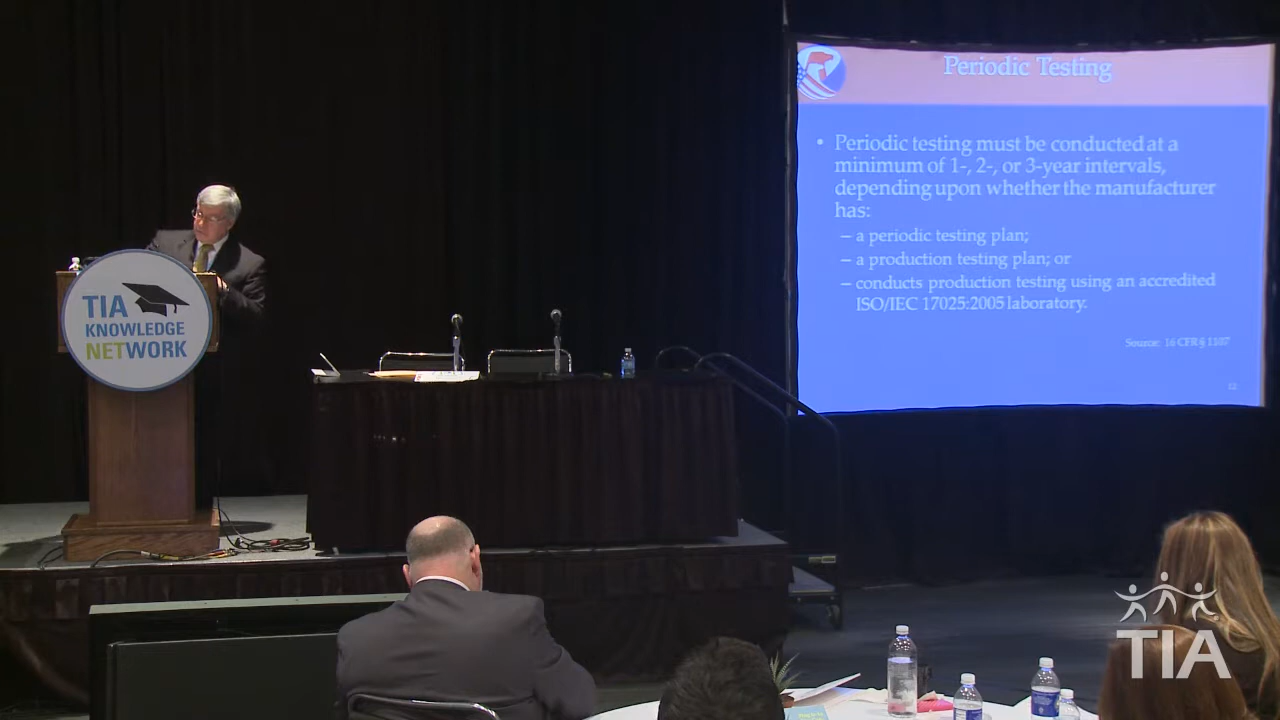 Periodic Testing
• Periodic testing must be conducted at a
minimum of 1-, 2-, or 3-year intervals,
depending upon whether the manufacturer
has:
– a periodic testing plan;
– a production testing plan; or
– conducts production testing using an accredited
ISO/IEC 17025:2005 laboratory.
Source: 16 CFR § 1107
12
TIA
KNOWLEDGE
NETWORK
TIA